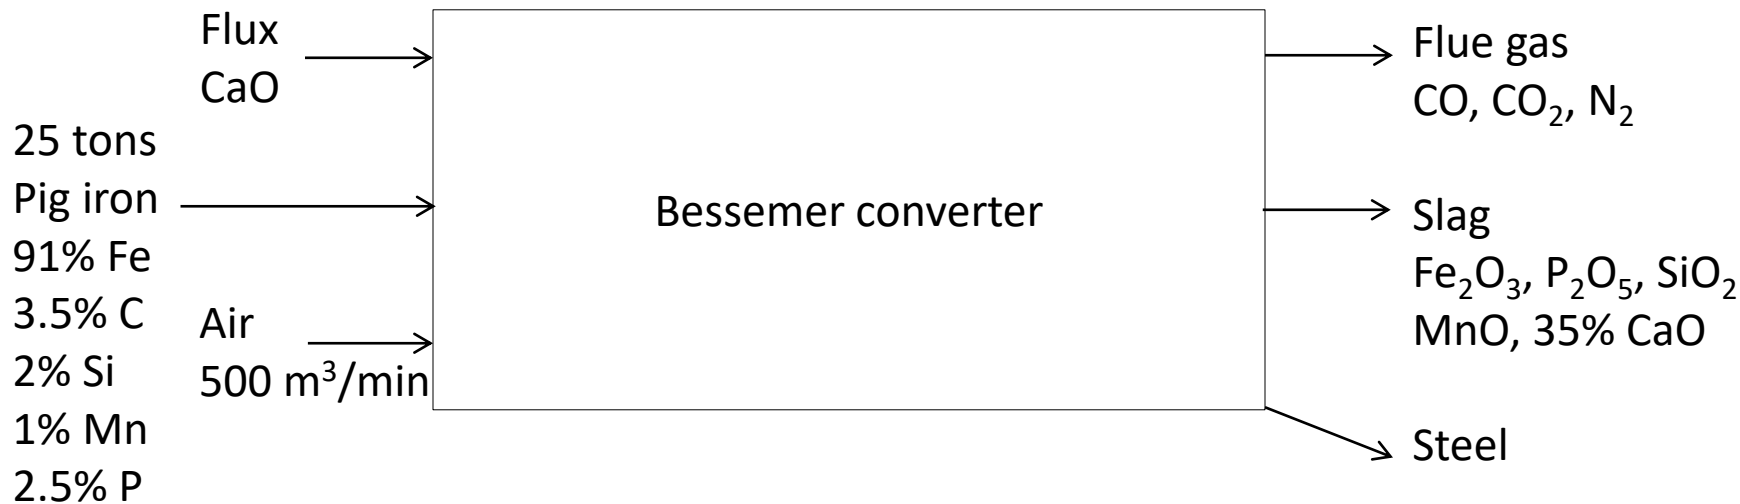 Flux
CaO
25 tons
Pig iron
91% Fe
3.5% C
2% Si
1% Mn
2.5% P
Air
500 m³/min
Bessemer converter
Flue gas
CO, CO₂, N₂
Slag
Fe₂O₃, P₂O₅, SiO₂
MnO, 35% CaO
Steel